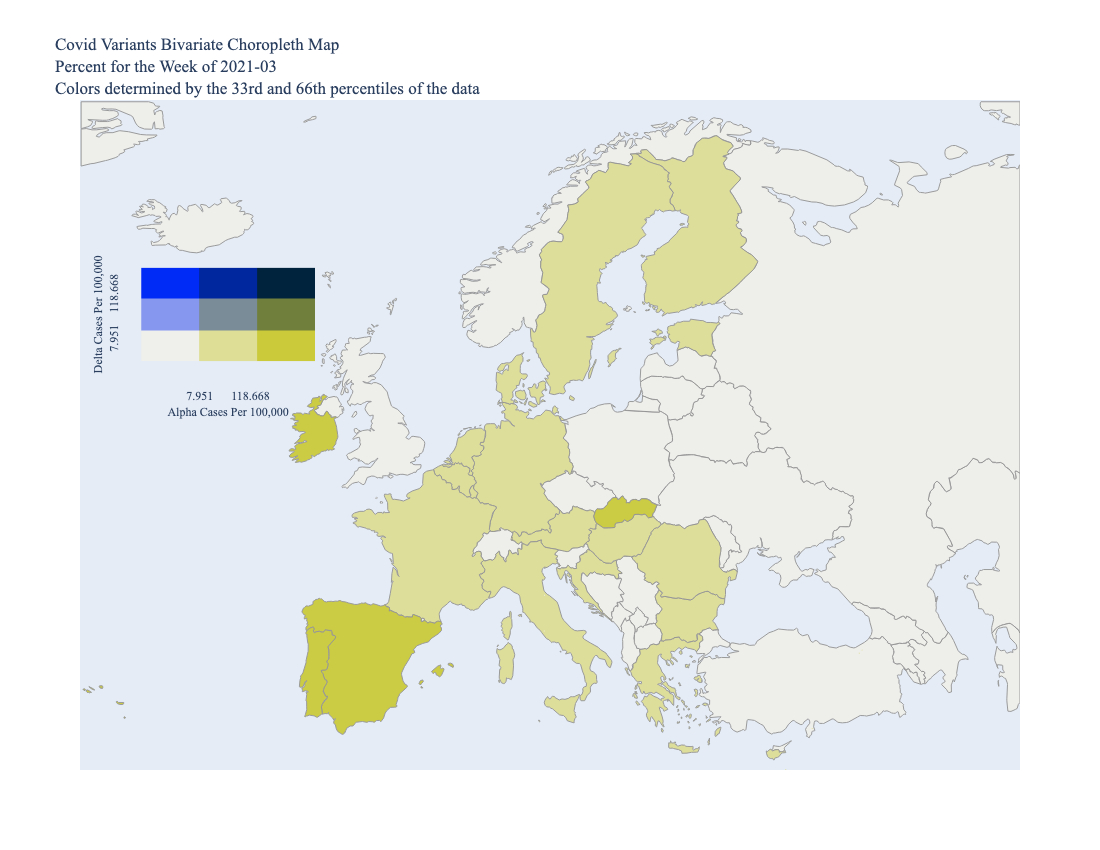 Covid Variants Bivariate Choropleth Map
Percent for the Week of 2021-03
Colors determined by the 33rd and 66th percentiles of the data
Delta Cases Per 100,000
7.951 118.668
7.951 118.668
Alpha Cases Per 100,000